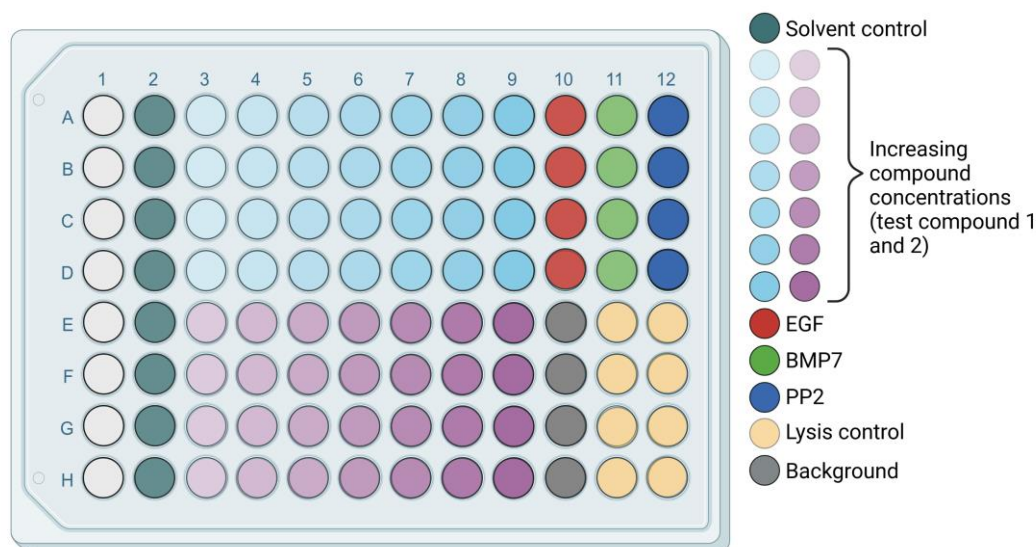 1 2 3 4 5 6 7 8 9 10 11 12
A
B
C
D
E
F
G
H
Solvent control
Increasing
compound
concentrations
(test compound 1
and 2)
EGF
BMP7
PP2
Lysis control
Background